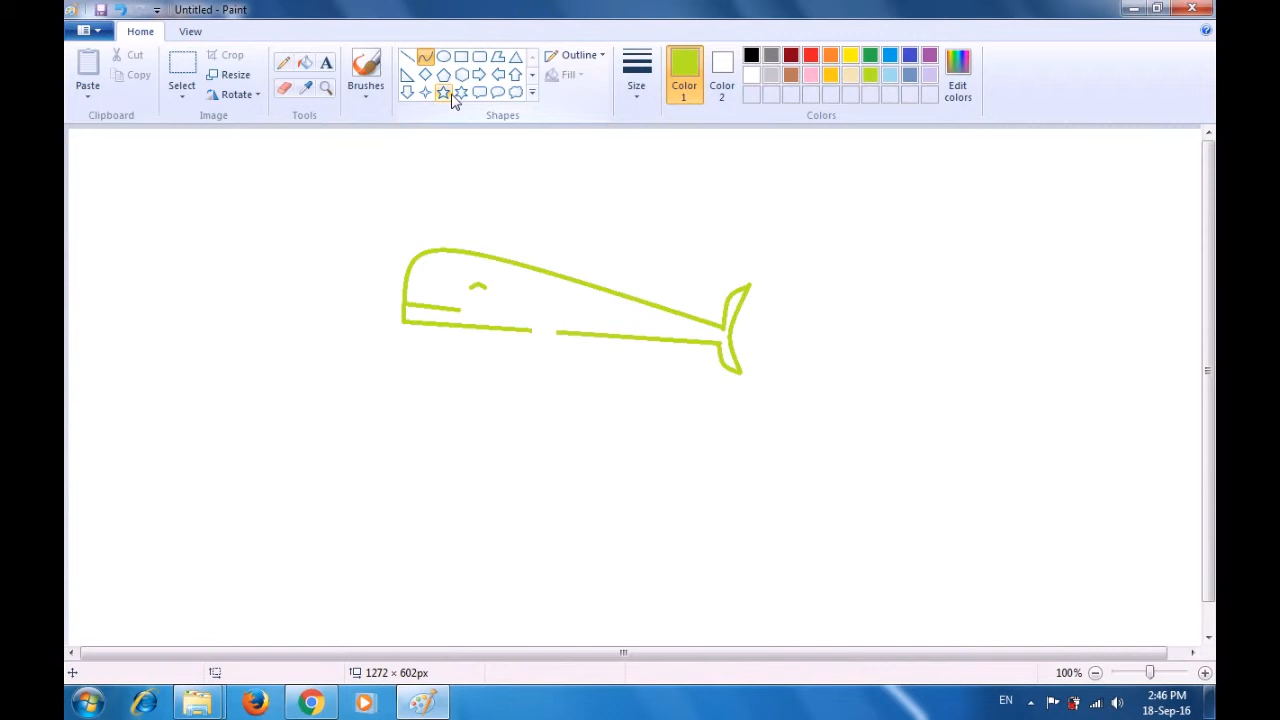 Untitled - Paint
Home View
Paste Cut Copy
Select Crop Resize Rotate
A
Brushes
Outline Fill
Size
Color 1 Color 2
Edit colors
Clipboard Image Tools Shapes Colors
1272 × 602px 100%
EN 2:46 PM
18-Sep-16